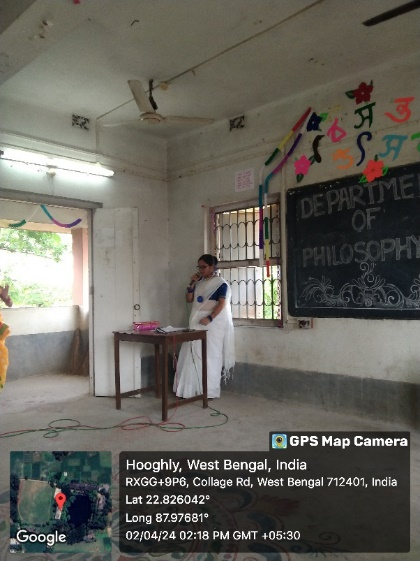 DEPARTME
OF
PHILOSOPHY
GPS Map Camera
Hooghly, West Bengal, India
RXGG+9P6, Collage Rd, West Bengal 712401, India
Lat 22.826042°
Long 87.97681°
02/04/24 02:18 PM GMT +05:30
Google